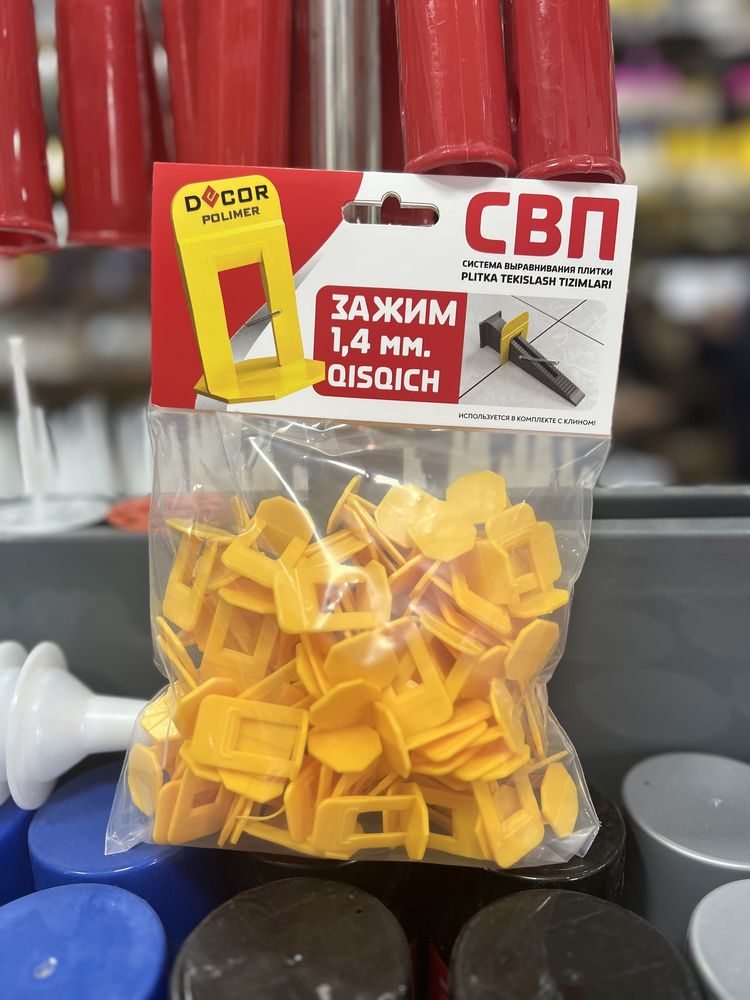 DECOR
POLIMER
СВП
СИСТЕМА ВЫРАВНИВАНИЯ ПЛИТКИ
PLITKA TEKISLASH TIZIMLARI
ЗАЖИМ
1,4 мм.
QISQICH
ИСПОЛЬЗУЕТСЯ В КОМПЛЕКТЕ С КЛИНОМ!